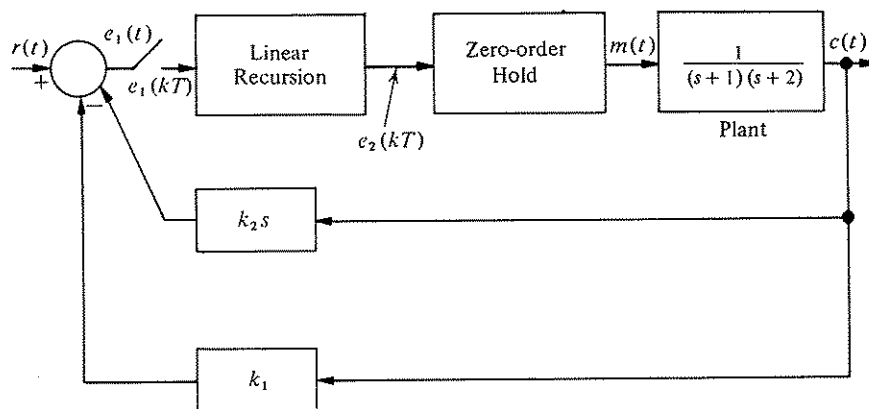 r(t)
+
−
e₁(t)
e₁(kT)
Linear
Recursion
e₂(kT)
Zero-order
Hold
m(t)
1
(s + 1) (s + 2)
Plant
c(t)
k₂s
k₁